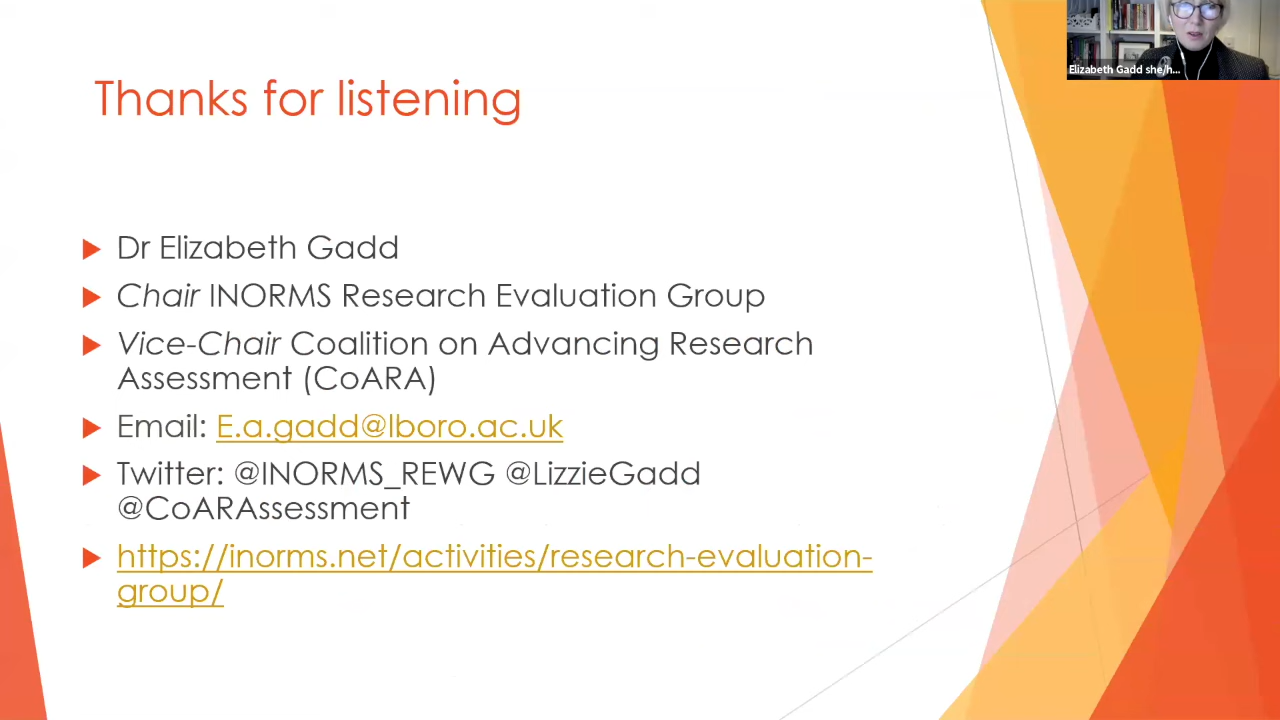 Elizabeth Gadd she/h...
Thanks for listening
Dr Elizabeth Gadd
Chair INORMS Research Evaluation Group
Vice-Chair Coalition on Advancing Research
Assessment (CoARA)
Email: E.a.gadd@lboro.ac.uk
Twitter: @INORMS_REWG @LizzieGadd
@CoARAssessment
https://inorms.net/activities/research-evaluation-
group/